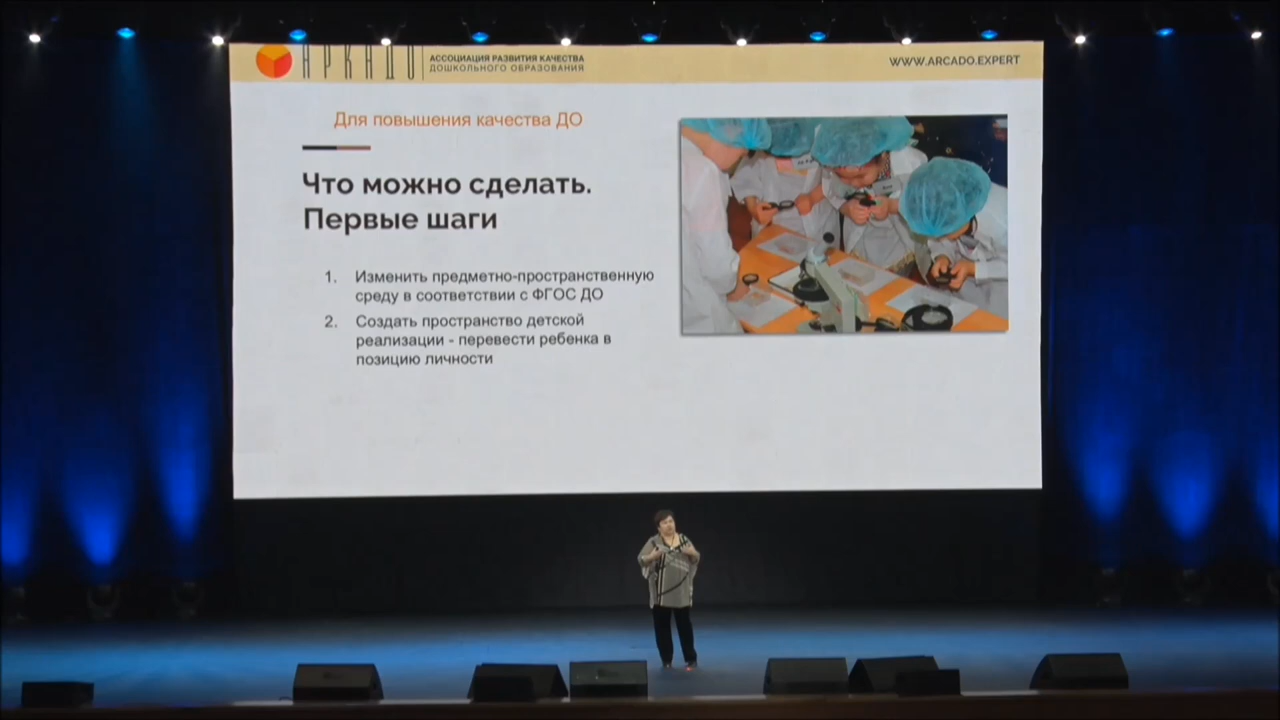 АРКАДО
АССОЦИАЦИЯ РАЗВИТИЯ КАЧЕСТВА
ДОШКОЛЬНОГО ОБРАЗОВАНИЯ
WWW.ARCADO.EXPERT
Для повышения качества ДО
Что можно сделать.
Первые шаги
1. Изменить предметно-пространственную
среду в соответствии с ФГОС ДО
2. Создать пространство детской
реализации - перевести ребенка в
позицию личности